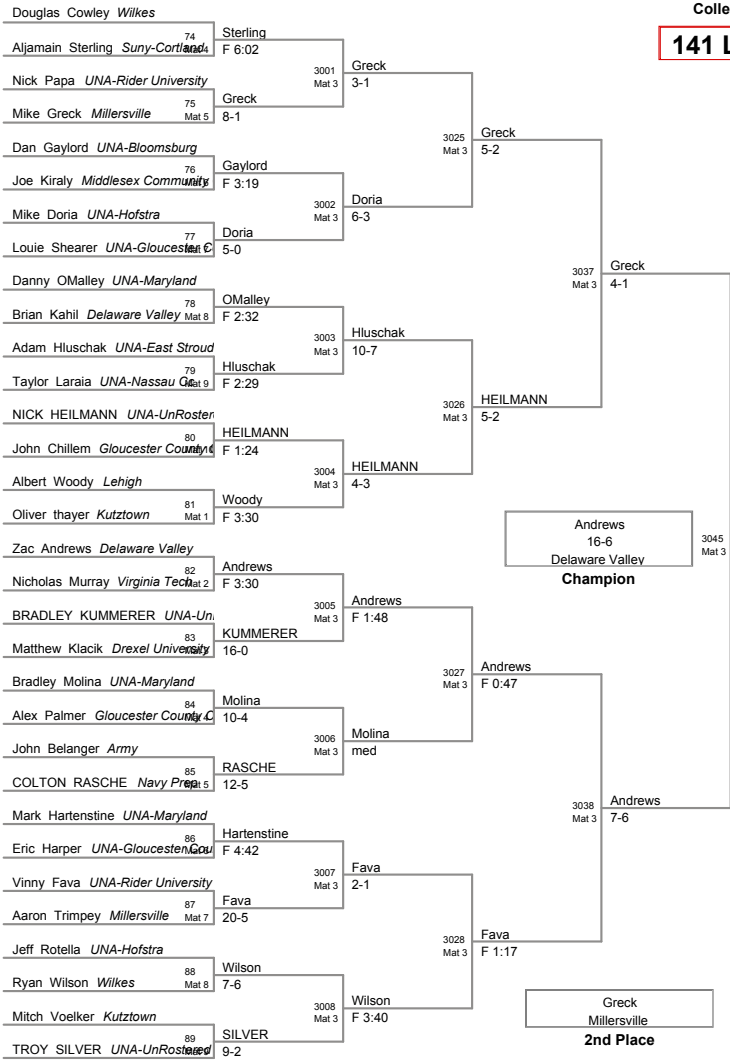 Colle
141 L
Douglas Cowley Wilkes
74
Sterling
Aljamain Sterling Suny-Cortland
Mat 4
F 6:02
3001
Mat 3
Greck
3-1
Nick Papa UNA-Rider University
75
Mat 5
Greck
8-1
Mike Greck Millersville
3025
Mat 3
Greck
5-2
Dan Gaylord UNA-Bloomsburg
76
Gaylord
F 3:19
Joe Kiraly Middlesex Community
3002
Mat 3
Doria
6-3
Mike Doria UNA-Hofstra
77
Doria
5-0
Louie Shearer UNA-Gloucester C
3037
Mat 3
Greck
4-1
Danny OMalley UNA-Maryland
78
Mat 8
OMalley
F 2:32
Brian Kahil Delaware Valley
3003
Mat 3
Hluschak
10-7
Adam Hluschak UNA-East Stroud
79
Mat 9
Hluschak
F 2:29
Taylor Laraia UNA-Nassau Cc
3026
Mat 3
HEILMANN
5-2
NICK HEILMANN UNA-UnRoster
80
HEILMANN
F 1:24
John Chillem Gloucester County C
3004
Mat 3
HEILMANN
4-3
Albert Woody Lehigh
81
Mat 1
Woody
F 3:30
Oliver thayer Kutztown
Andrews
16-6
Delaware Valley
Champion
3045
Mat 3
Zac Andrews Delaware Valley
82
Mat 2
Andrews
F 3:30
Nicholas Murray Virginia Tech
3005
Mat 3
Andrews
F 1:48
BRADLEY KUMMERER UNA-Un
83
KUMMERER
16-0
Matthew Klacik Drexel University
3027
Mat 3
Andrews
F 0:47
Bradley Molina UNA-Maryland
84
Molina
10-4
Alex Palmer Gloucester County C
3006
Mat 3
Molina
med
John Belanger Army
85
Mat 5
RASCHE
12-5
COLTON RASCHE Navy Prep
3038
Mat 3
Andrews
7-6
Mark Hartenstine UNA-Maryland
86
Hartenstine
F 4:42
Eric Harper UNA-Gloucester Cou
3007
Mat 3
Fava
2-1
Vinny Fava UNA-Rider University
87
Mat 7
Fava
20-5
Aaron Trimpey Millersville
3028
Mat 3
Fava
F 1:17
Jeff Rotella UNA-Hofstra
88
Mat 8
Wilson
7-6
Ryan Wilson Wilkes
3008
Mat 3
Wilson
F 3:40
Mitch Voelker Kutztown
89
SILVER
9-2
TROY SILVER UNA-UnRostered
Greck
Millersville
2nd Place